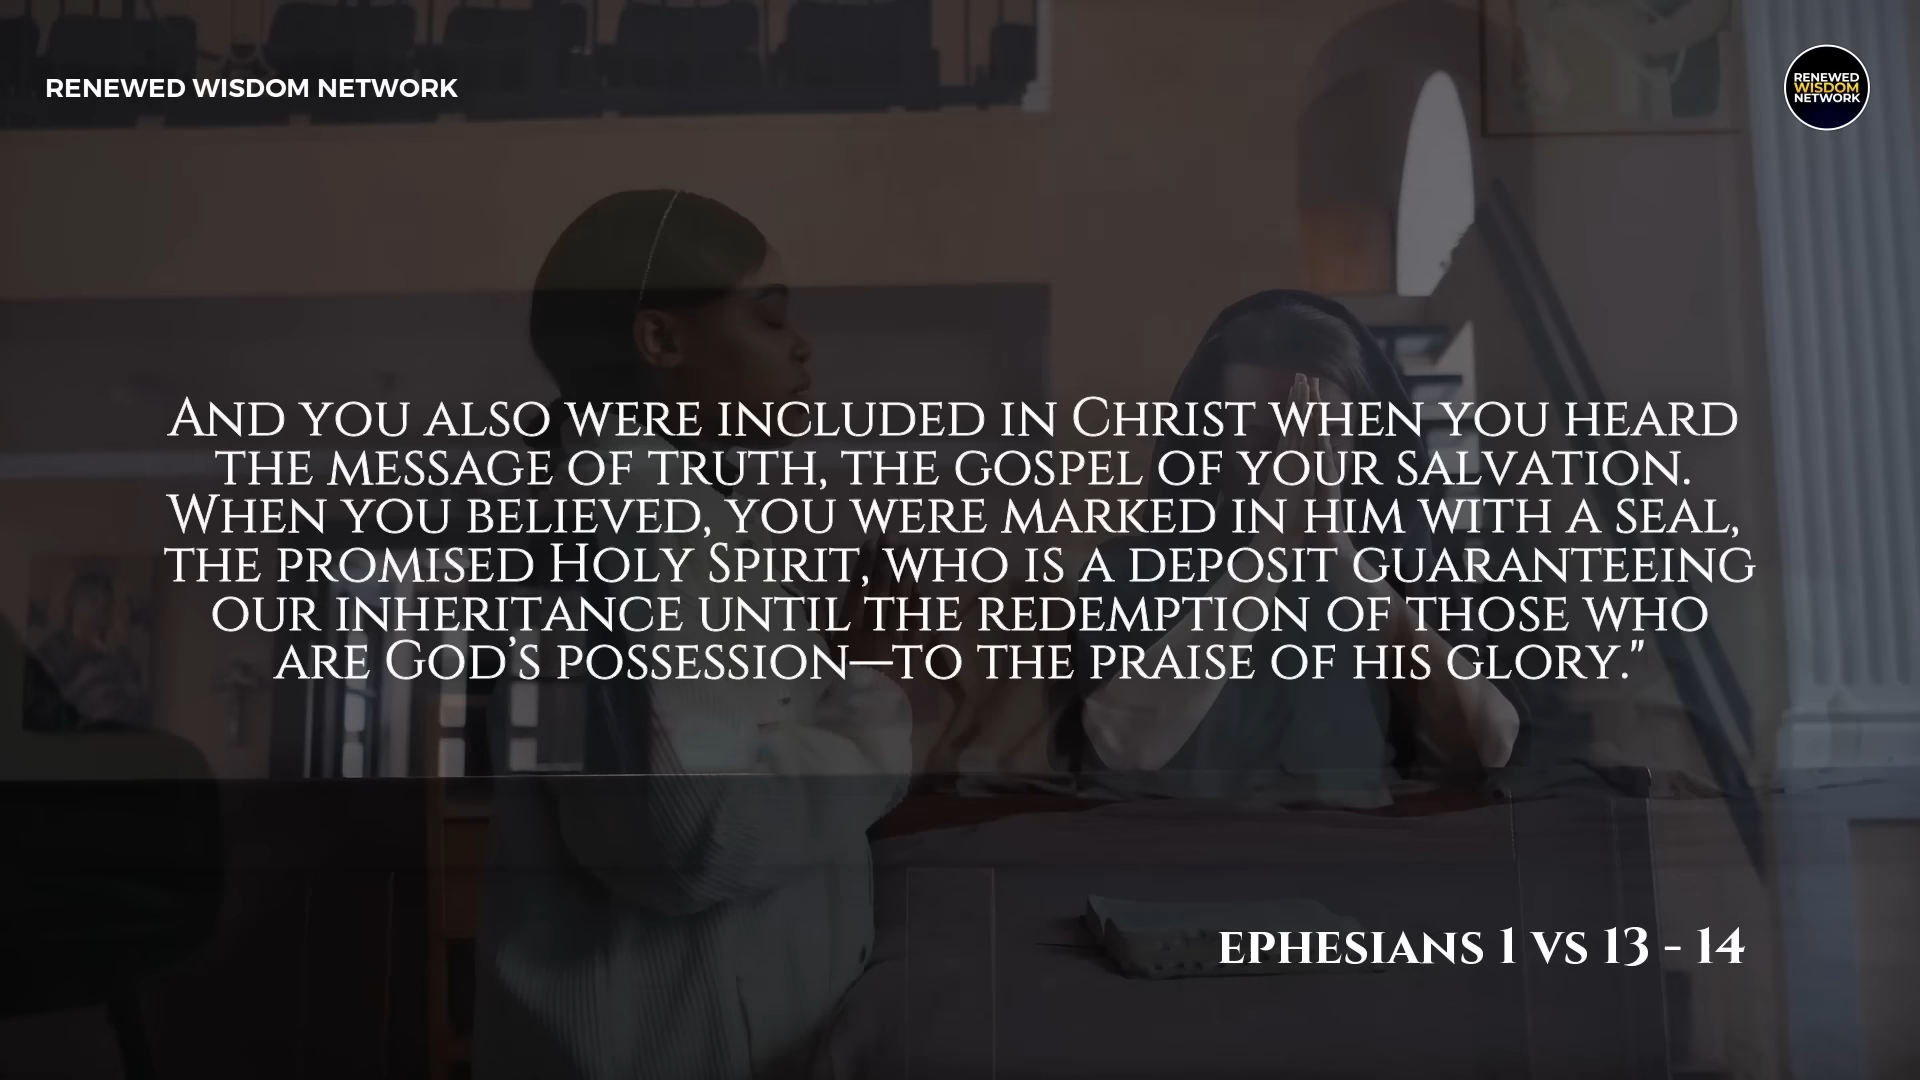 RENEWED WISDOM NETWORK
RENEWED
WISDOM
NETWORK
And you also were included in Christ when you heard
the message of truth, the gospel of your salvation.
When you believed, you were marked in him with a seal,
the promised Holy Spirit, who is a deposit guaranteeing
our inheritance until the redemption of those who
are God’s possession—to the praise of his glory."
EPHESIANS 1 VS 13 - 14